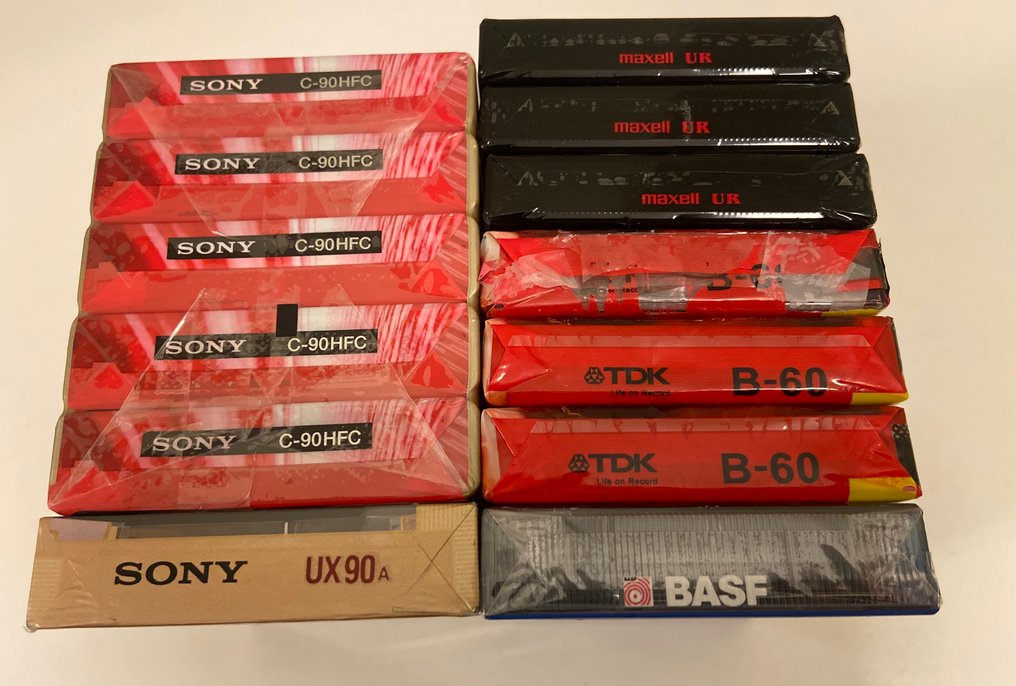 SONY C-90HFC
SONY C-90HFC
SONY C-90HFC
SONY C-90HFC
SONY C-90HFC
SONY UX90A
maxell UR
maxell UR
maxell UR
TDK B-60
Life on Record
TDK B-60
Life on Record
BASF